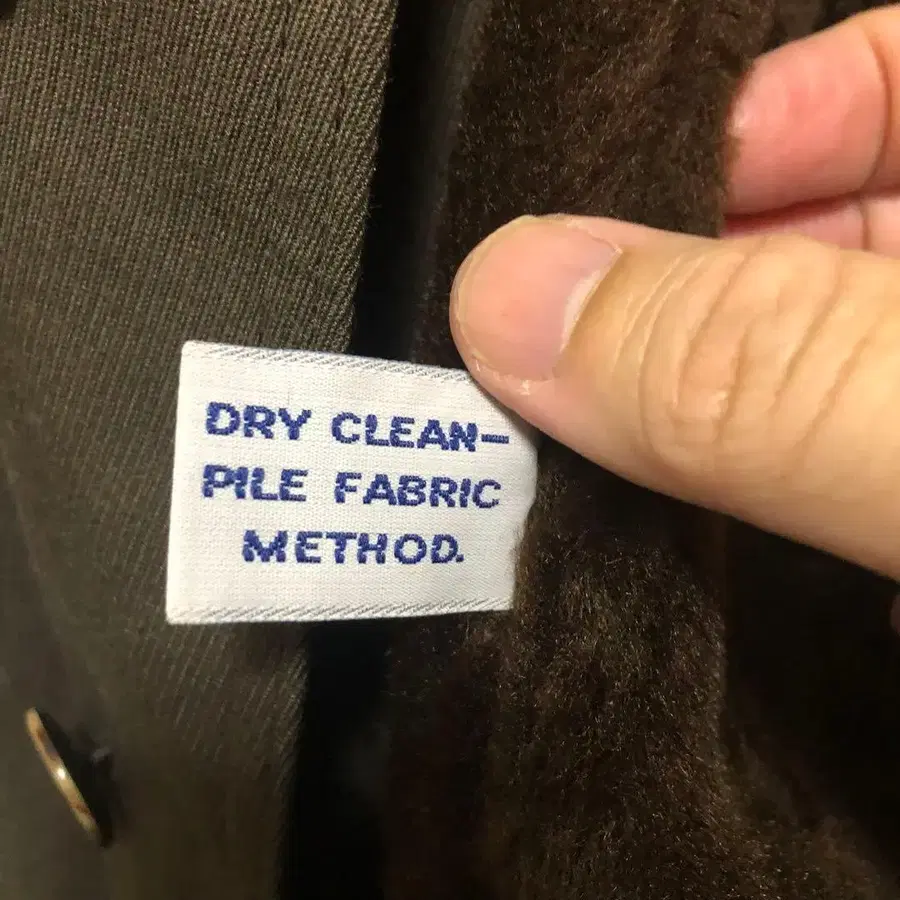 DRY CLEAN—
PILE FABRIC
METHOD.